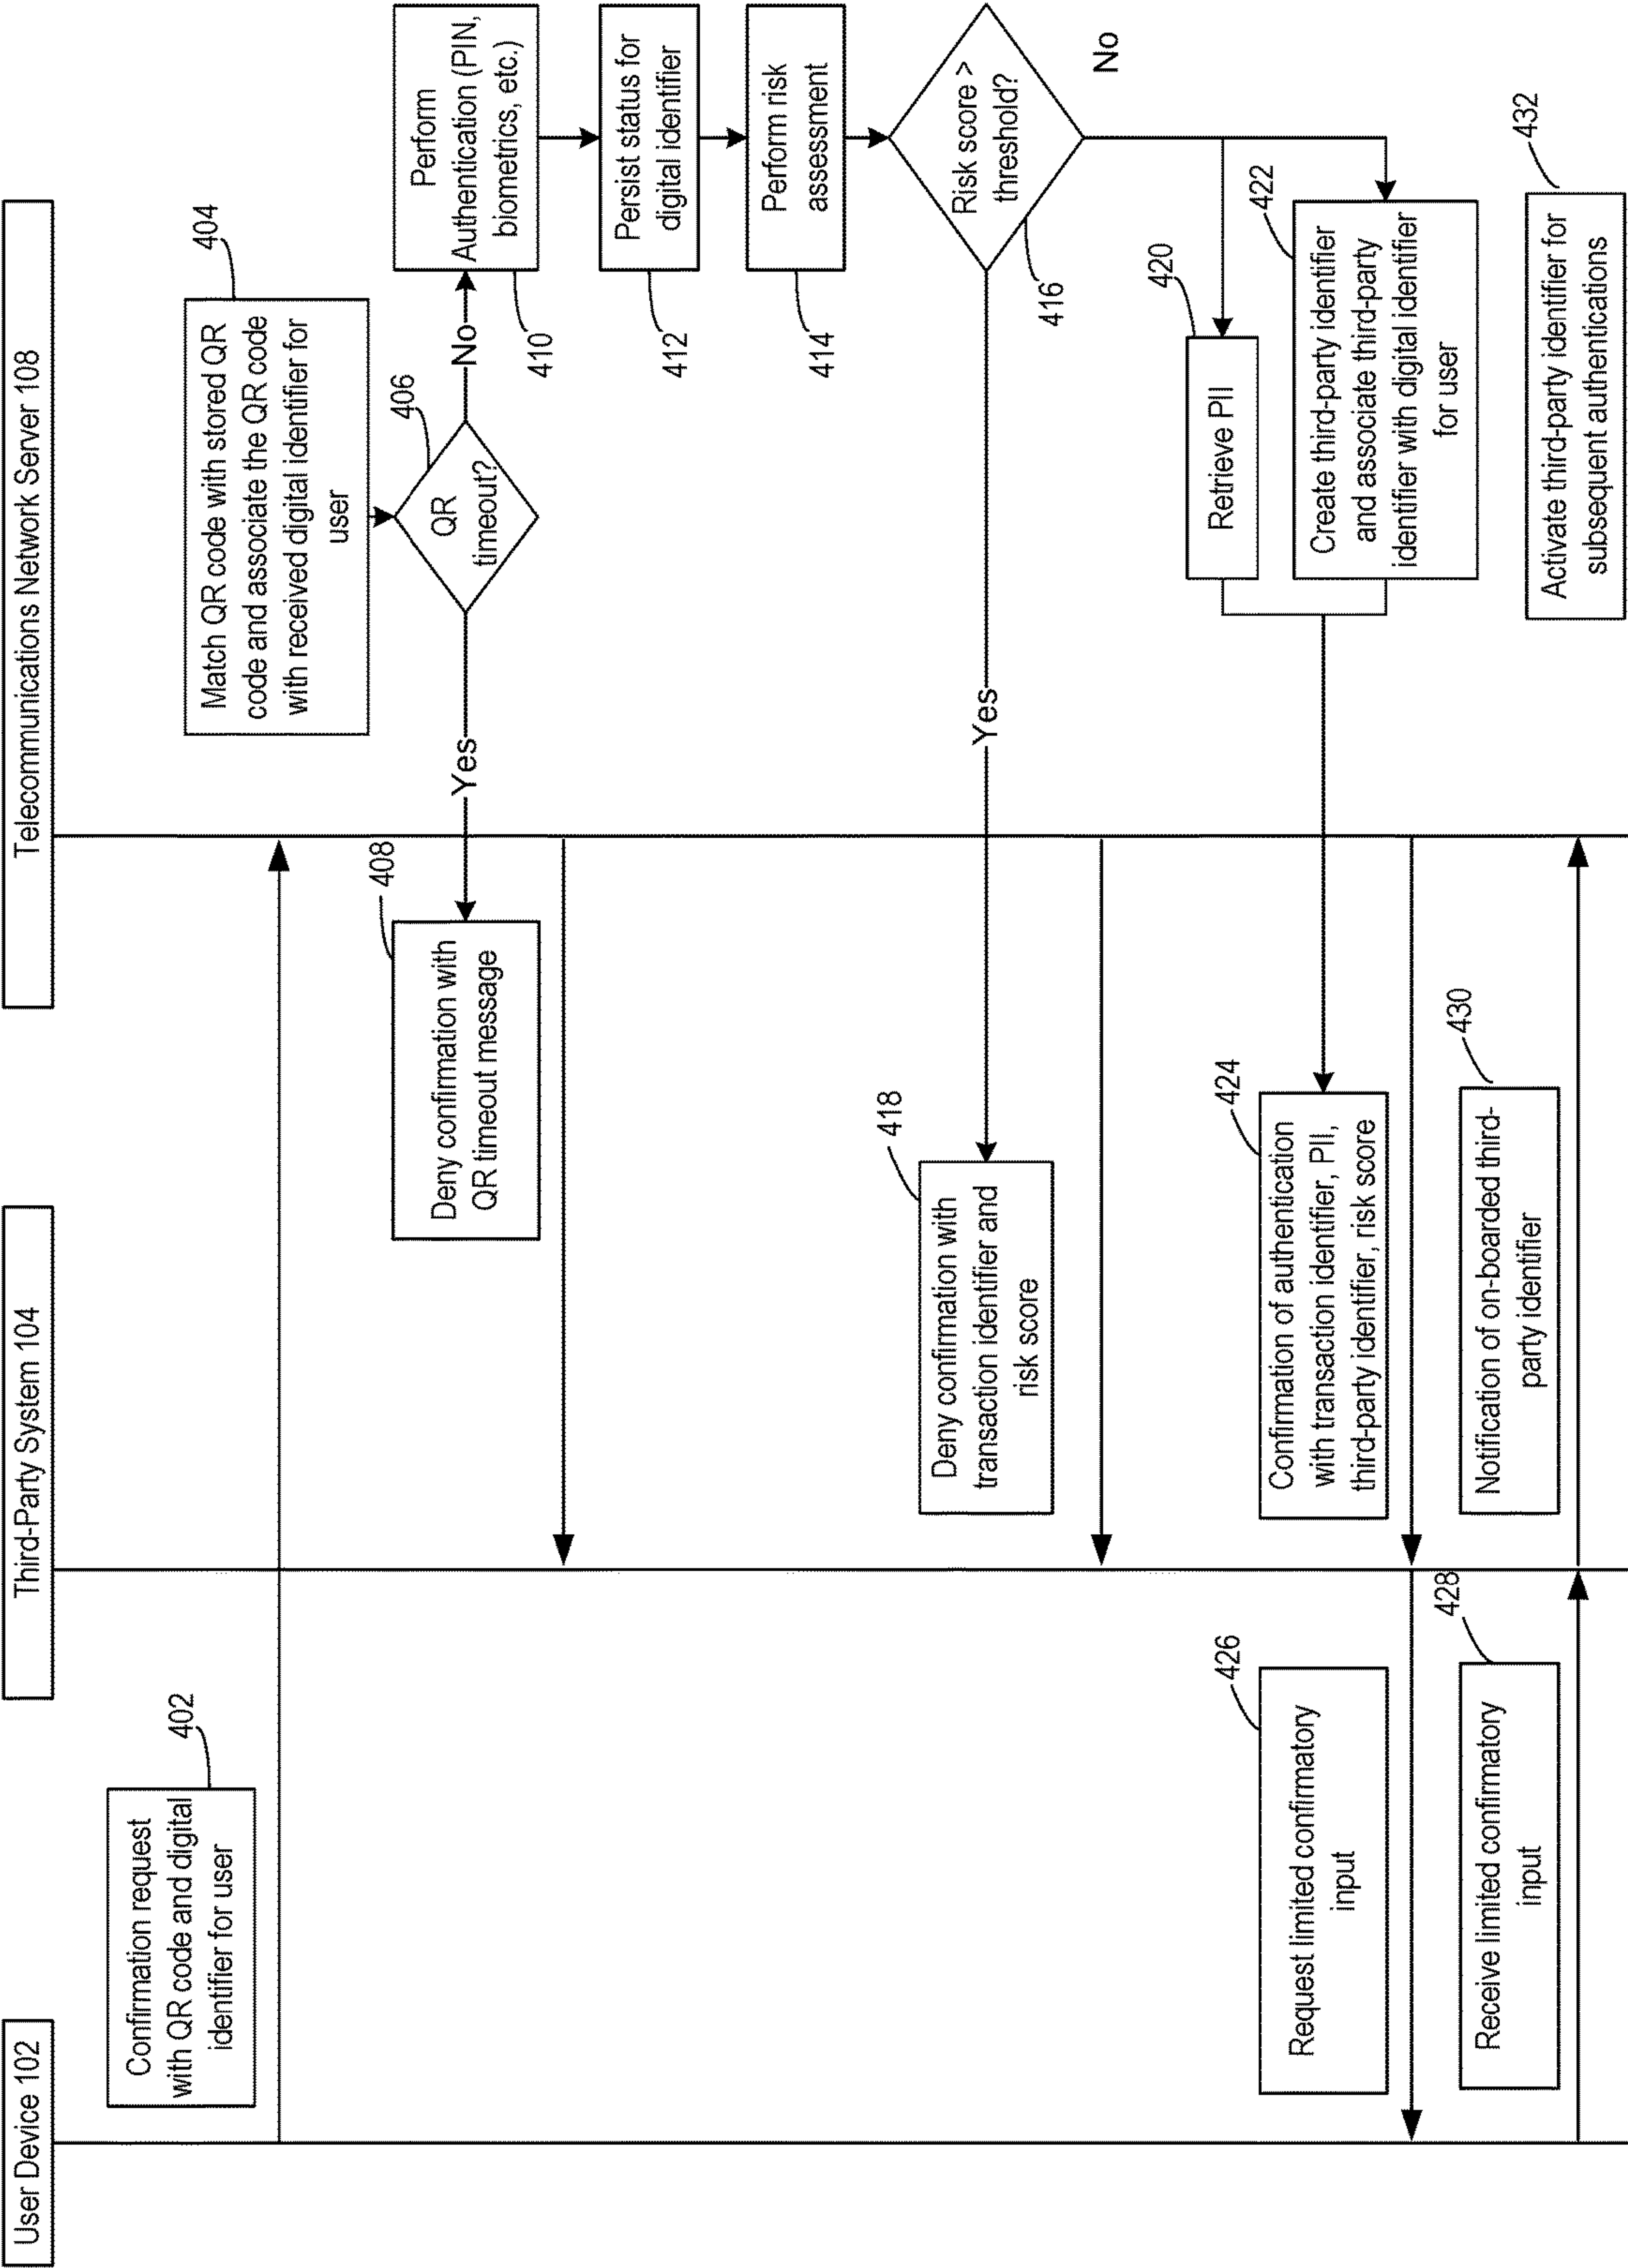 User Device 102
Third-Party System 104
Telecommunications Network Server 108
402
Confirmation request
with QR code and digital
identifier for user
404
Match QR code with stored QR
code and associate the QR code
with received digital identifier for
user
406
QR
timeout?
Yes
No
408
Deny confirmation with
QR timeout message
Perform
Authentication (PIN,
biometrics, etc.)
410
Persist status for
digital identifier
412
Perform risk
assessment
414
Risk score >
threshold?
416
Yes
No
418
Deny confirmation with
transaction identifier and
risk score
420
Retrieve PII
422
Create third-party identifier
and associate third-party
identifier with digital identifier
for user
424
Confirmation of authentication
with transaction identifier, PII,
third-party identifier, risk score
426
Request limited confirmatory
input
428
Receive limited confirmatory
input
430
Notification of on-boarded third-
party identifier
432
Activate third-party identifier for
subsequent authentications